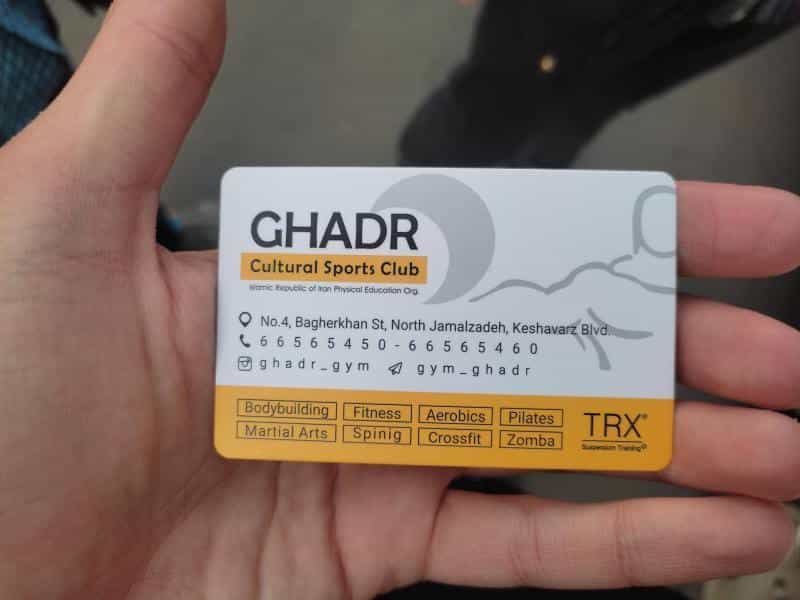 GHADR
Cultural Sports Club
Islamic Republic of Iran Physical Education Org.
No.4, Bagherkhan St, North Jamalzadeh, Keshavarz Blvd.
66565450-66565460
ghadr_gym gym_ghadr
Bodybuilding Fitness Aerobics Pilates
Martial Arts Spinig Crossfit Zomba
TRX®
Suspension Training®